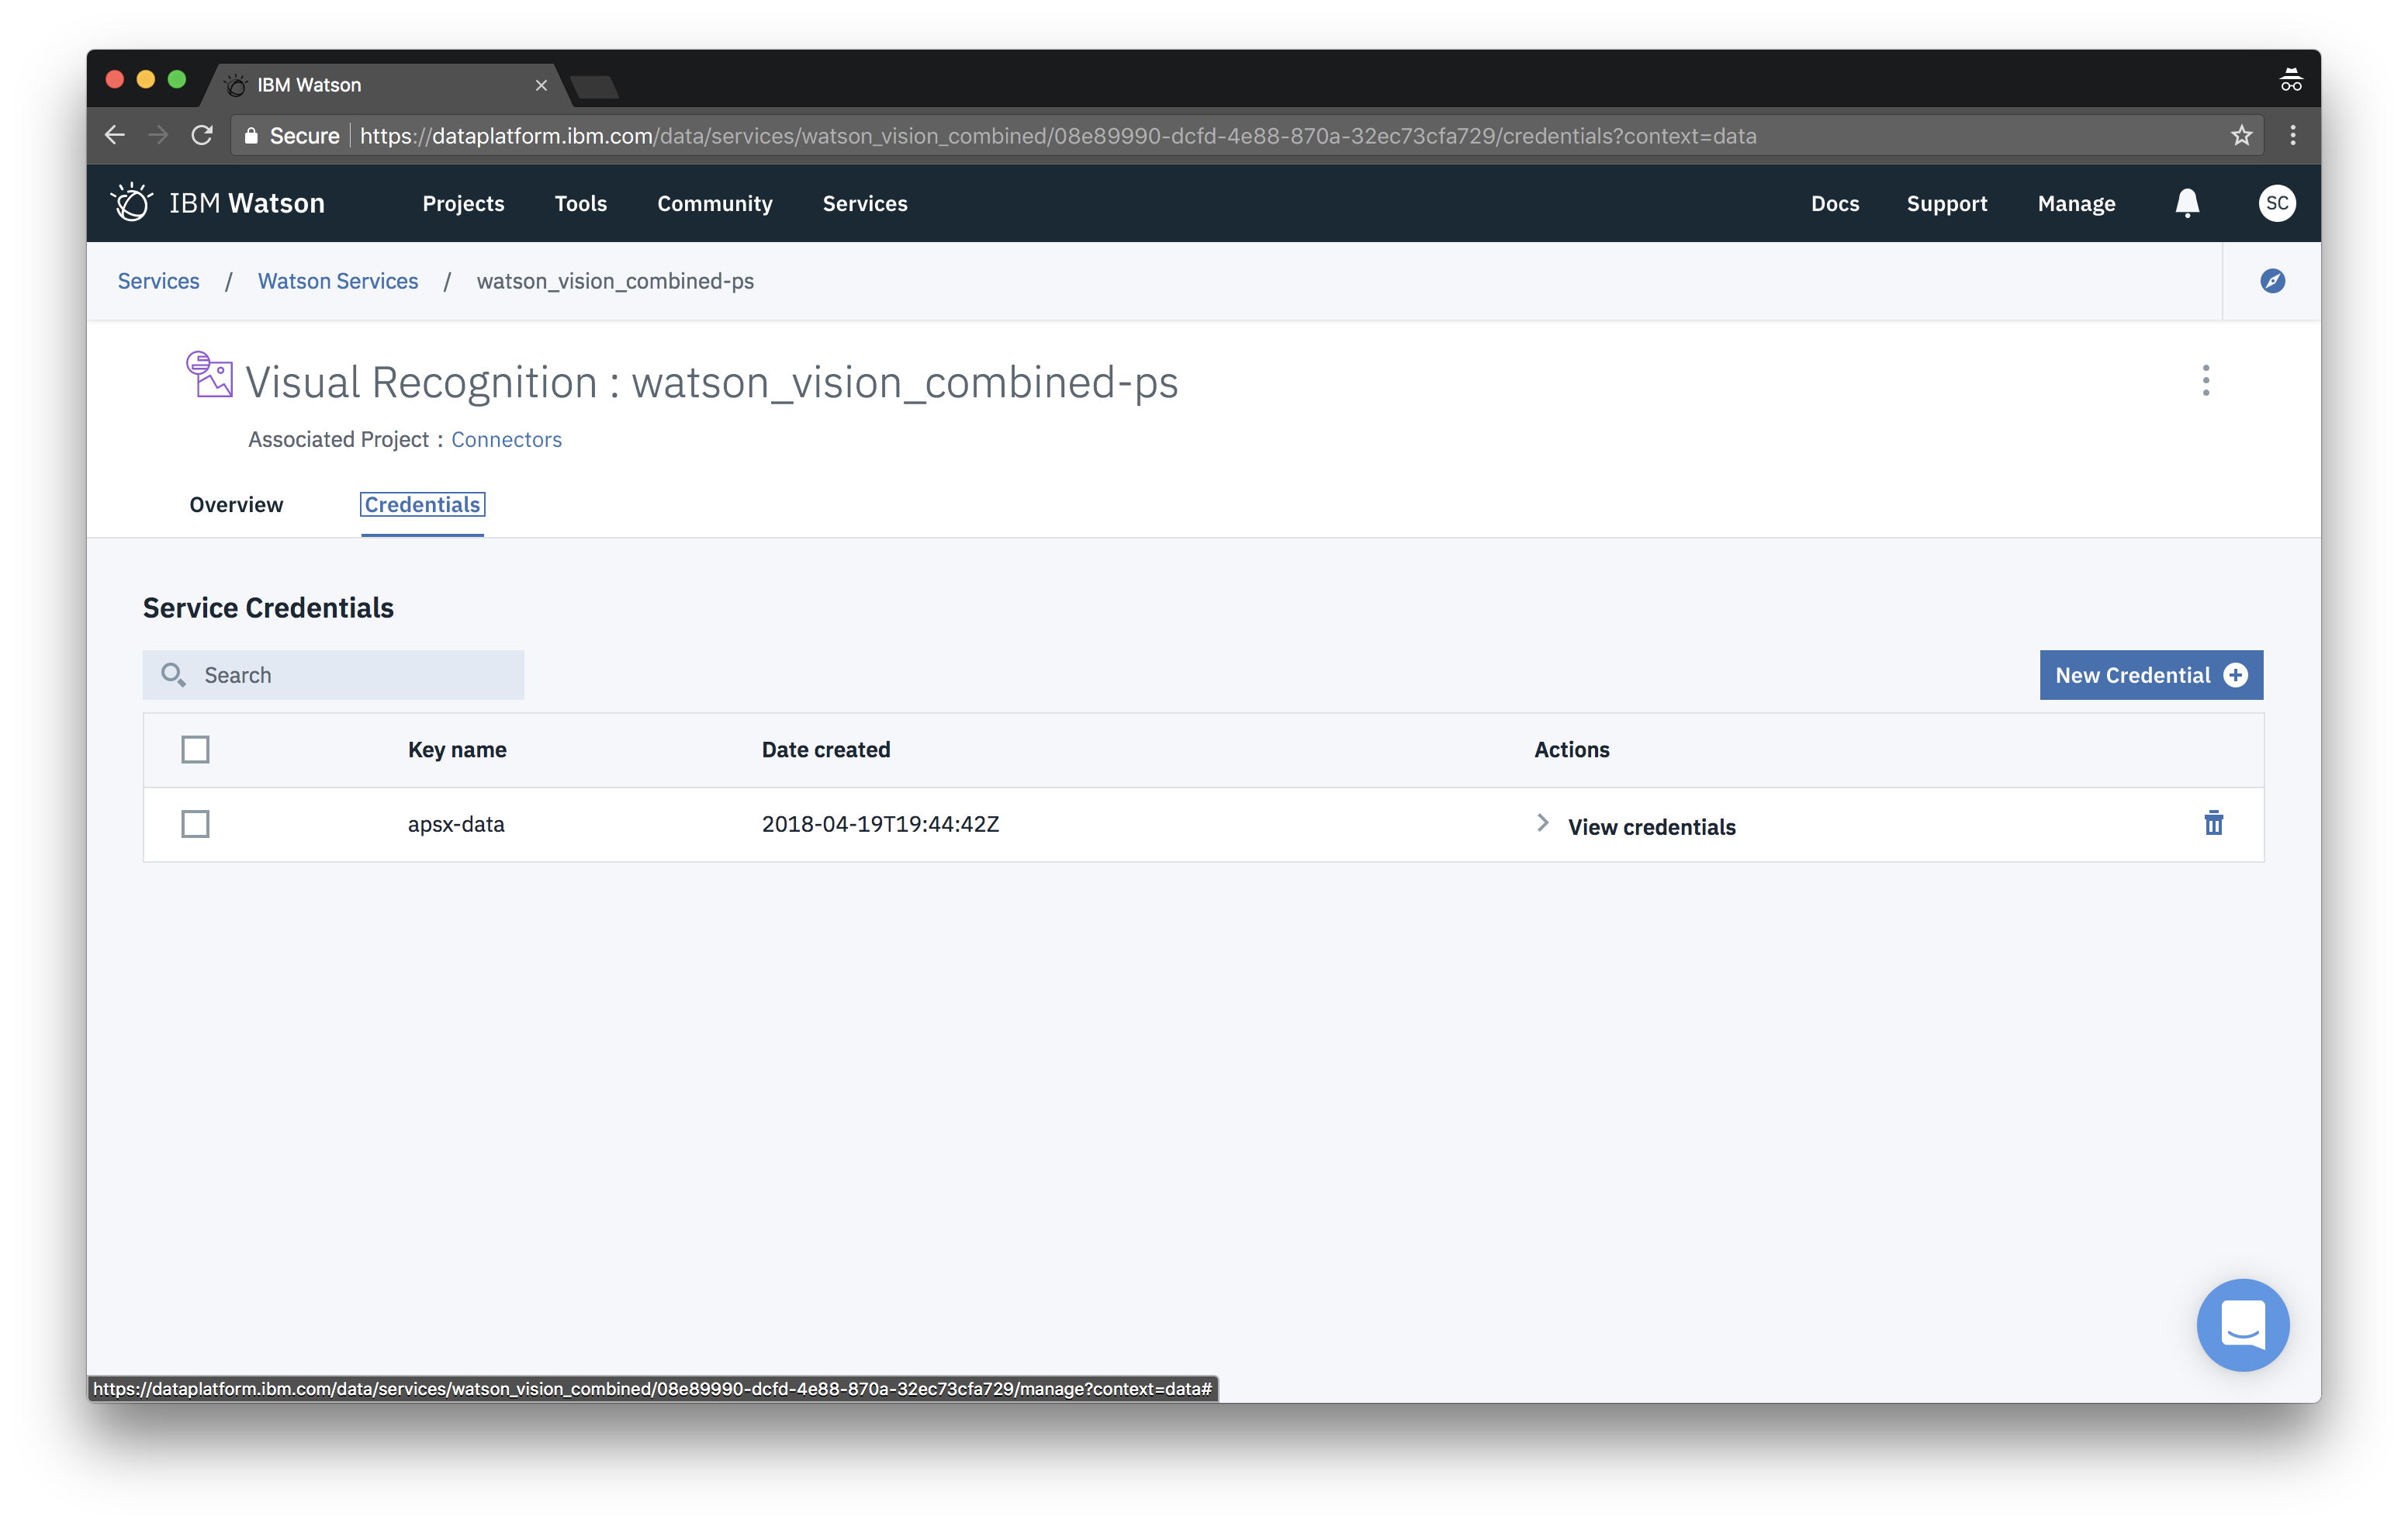 IBM Watson
Secure https://dataplatform.ibm.com/data/services/watson_vision_combined/08e89990-dcfd-4e88-870a-32ec73cfa729/credentials?context=data
IBM Watson Projects Tools Community Services Docs Support Manage SC
Services / Watson Services / watson_vision_combined-ps
Visual Recognition : watson_vision_combined-ps
Associated Project : Connectors
Overview Credentials
Service Credentials
Search New Credential
Key name Date created Actions
apsx-data 2018-04-19T19:44:42Z View credentials
https://dataplatform.ibm.com/data/services/watson_vision_combined/08e89990-dcfd-4e88-870a-32ec73cfa729/manage?context=data#